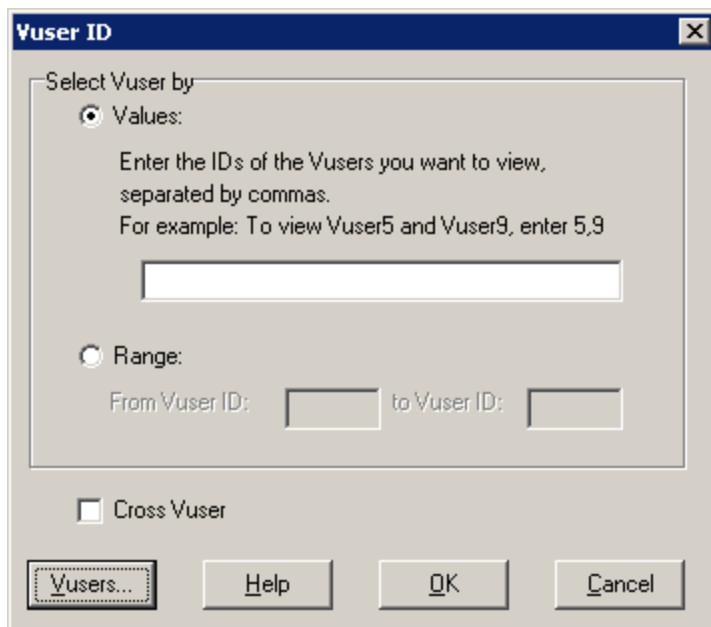 Vuser ID
Select Vuser by
Values:
Enter the IDs of the Vusers you want to view,
separated by commas.
For example: To view Vuser5 and Vuser9, enter 5,9
Range:
From Vuser ID: to Vuser ID:
Cross Vuser
Vusers... Help OK Cancel